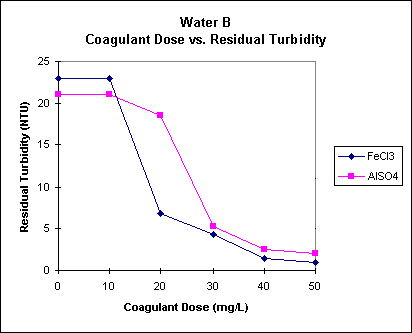 Water B
Coagulant Dose vs. Residual Turbidity
Residual Turbidity (NTU)
25
20
15
10
5
0
0 10 20 30 40 50
Coagulant Dose (mg/L)
FeCl3
AlSO4